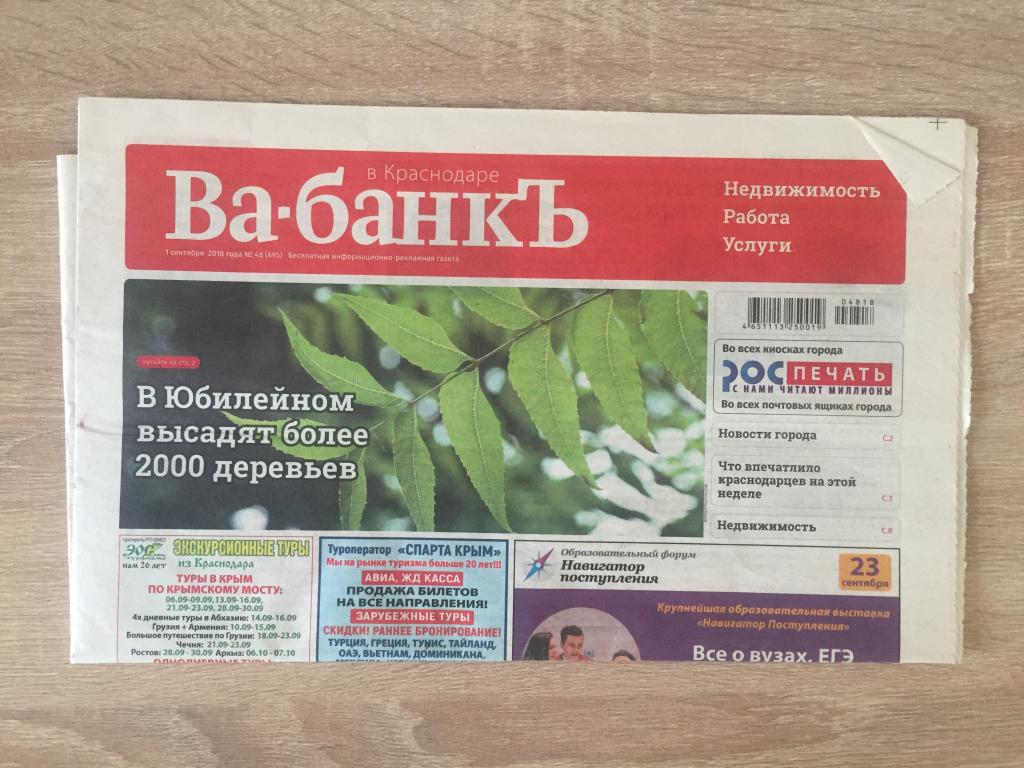 в Краснодаре
Ва-банкЪ
1 сентября 2018 года № 48 (695) Бесплатная информационно-рекламная газета
Недвижимость
Работа
Услуги
читайте на стр. 2
В Юбилейном
высадят более
2000 деревьев
04818
4 631113 250019
Во всех киосках города
РОСПЕЧАТЬ
С НАМИ ЧИТАЮТ МИЛЛИОНЫ
Во всех почтовых ящиках города
Новости города С.2
Что впечатлило
краснодарцев на этой
неделе С.3
Недвижимость С.8
ЭОС
турфирма
нам 26 лет
ЭКСКУРСИОННЫЕ ТУРЫ
из Краснодара
ТУРЫ В КРЫМ
ПО КРЫМСКОМУ МОСТУ:
06.09-09.09, 13.09-16.09,
21.09-23.09, 28.09-30.09
4х дневные туры в Абхазию: 14.09-16.09
Грузия + Армения: 10.09-15.09
Большое путешествие по Грузии: 18.09-23.09
Чечня: 21.09-23.09
Ростов: 28.09 - 30.09 Архыз: 06.10 - 07.10
ОДНОДНЕВНЫЕ ТУРЫ:
Туроператор «СПАРТА КРЫМ»
Мы на рынке туризма больше 20 лет!!!
АВИА, ЖД КАССА
ПРОДАЖА БИЛЕТОВ
НА ВСЕ НАПРАВЛЕНИЯ!
ЗАРУБЕЖНЫЕ ТУРЫ
СКИДКИ! РАННЕЕ БРОНИРОВАНИЕ!
ТУРЦИЯ, ГРЕЦИЯ, ТУНИС, ТАЙЛАНД,
ОАЭ, ВЬЕТНАМ, ДОМИНИКАНА,
Образовательный форум
Навигатор
поступления
23
сентября
Крупнейшая образовательная выставка
«Навигатор Поступления»
Все о вузах, ЕГЭ